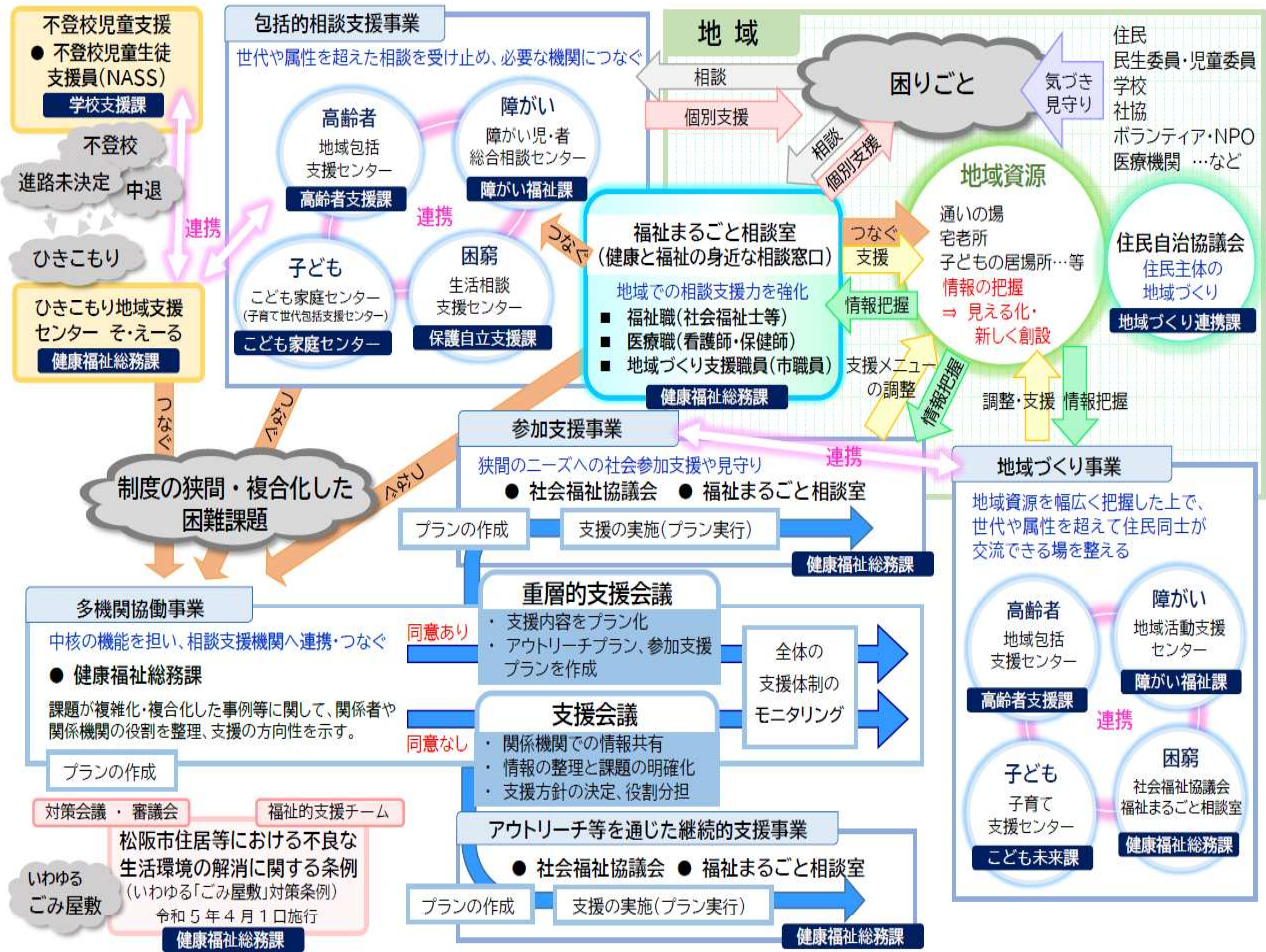 不登校児童支援
● 不登校児童生徒
支援員(NASS)
学校支援課
不登校
進路未決定
中退
ひきこもり
連携
ひきこもり地域支援
センター そ・えーる
健康福祉総務課
つなぐ
包括的相談支援事業
世代や属性を超えた相談を受け止め、必要な機関につなぐ
高齢者
地域包括
支援センター
高齢者支援課
障がい
障がい児・者
総合相談センター
障がい福祉課
連携
子ども
こども家庭センター
(子育て世代包括支援センター)
こども家庭センター
困窮
生活相談
支援センター
保護自立支援課
つなぐ
つなぐ
つなぐ
地域
相談
個別支援
困りごと
相談
個別支援
気づき
見守り
住民
民生委員・児童委員
学校
社協
ボランティア・NPO
医療機関 …など
福祉まるごと相談室
(健康と福祉の身近な相談窓口)
地域での相談支援力を強化
■ 福祉職(社会福祉士等)
■ 医療職(看護師・保健師)
■ 地域づくり支援職員(市職員)
健康福祉総務課
つなぐ
支援
情報把握
地域資源
通いの場
宅老所
子どもの居場所…等
情報の把握
⇒ 見える化・
新しく創設
住民自治協議会
住民主体の
地域づくり
地域づくり連携課
支援メニュー
の調整
情報把握
調整・支援
情報把握
制度の狭間・複合化した
困難課題
参加支援事業
狭間のニーズへの社会参加支援や見守り
● 社会福祉協議会 ● 福祉まるごと相談室
プランの作成
支援の実施(プラン実行)
健康福祉総務課
連携
地域づくり事業
地域資源を幅広く把握した上で、
世代や属性を超えて住民同士が
交流できる場を整える
高齢者
地域包括
支援センター
高齢者支援課
障がい
地域活動支援
センター
障がい福祉課
連携
子ども
子育て
支援センター
こども未来課
困窮
社会福祉協議会
福祉まるごと相談室
健康福祉総務課
多機関協働事業
中核の機能を担い、相談支援機関へ連携・つなぐ
● 健康福祉総務課
課題が複雑化・複合化した事例等に関して、関係者や
関係機関の役割を整理、支援の方向性を示す。
プランの作成
同意あり
同意なし
重層的支援会議
・ 支援内容をプラン化
・ アウトリーチプラン、参加支援
プランを作成
支援会議
・ 関係機関での情報共有
・ 情報の整理と課題の明確化
・ 支援方針の決定、役割分担
全体の
支援体制の
モニタリング
対策会議 ・ 審議会
福祉的支援チーム
松阪市住居等における不良な
生活環境の解消に関する条例
(いわゆる「ごみ屋敷」対策条例)
令和５年４月１日施行
健康福祉総務課
いわゆる
ごみ屋敷
アウトリーチ等を通じた継続的支援事業
● 社会福祉協議会 ● 福祉まるごと相談室
プランの作成
支援の実施(プラン実行)
健康福祉総務課